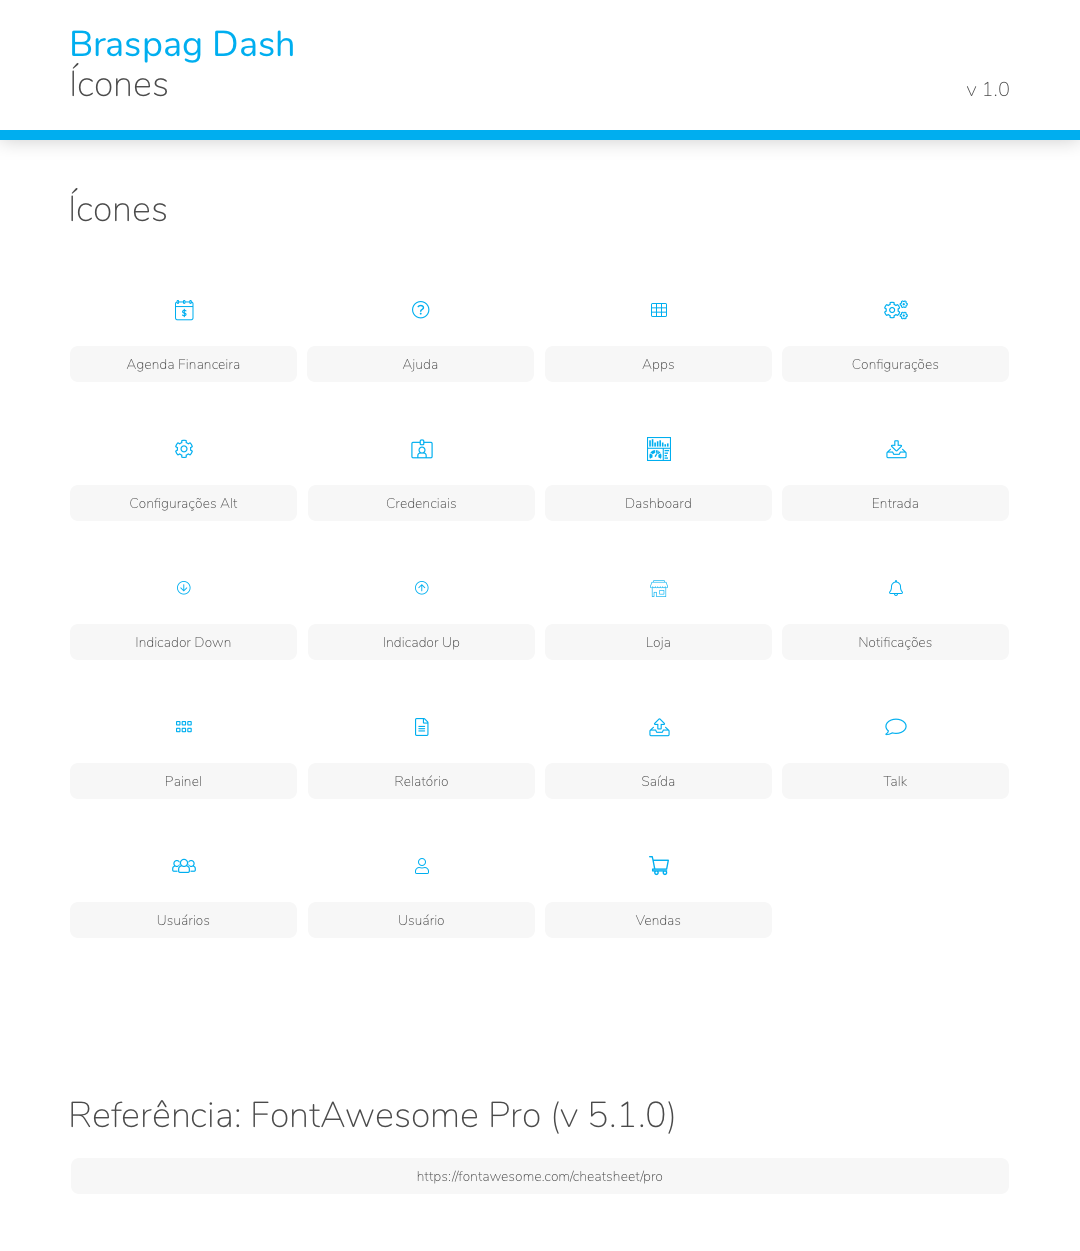 Braspag Dash
Ícones
v 1.0
Ícones
Agenda Financeira
Ajuda
Apps
Configurações
Configurações Alt
Credenciais
Dashboard
Entrada
Indicador Down
Indicador Up
Loja
Notificações
Painel
Relatório
Saída
Talk
Usuários
Usuário
Vendas
Referência: FontAwesome Pro (v 5.1.0)
https://fontawesome.com/cheatsheet/pro